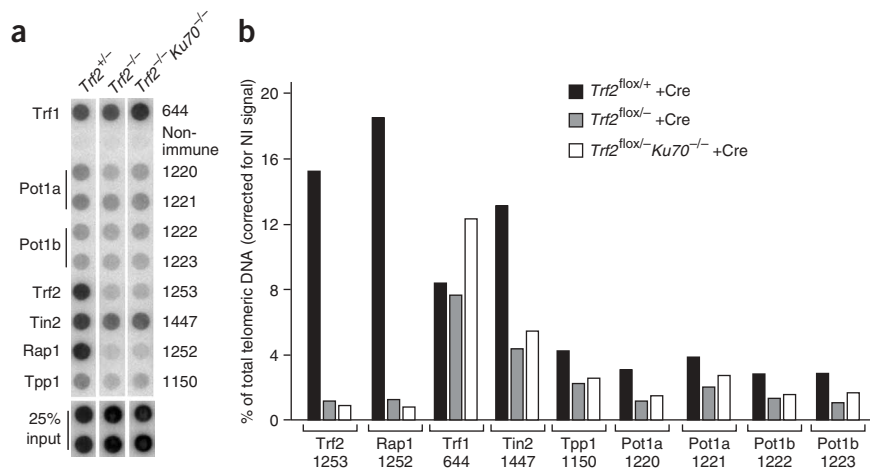 a
Trf2+/−
Trf2−/−
Trf2−/− Ku70−/−
Trf1
644
Non-
immune
Pot1a
1220
1221
Pot1b
1222
1223
Trf2
1253
Tin2
1447
Rap1
1252
Tpp1
1150
25%
input
b
% of total telomeric DNA (corrected for NI signal)
20
16
12
8
4
0
Trf2flox/+ +Cre
Trf2flox/− +Cre
Trf2flox/−Ku70−/− +Cre
Trf2 Rap1 Trf1 Tin2 Tpp1 Pot1a Pot1a Pot1b Pot1b
1253 1252 644 1447 1150 1220 1221 1222 1223